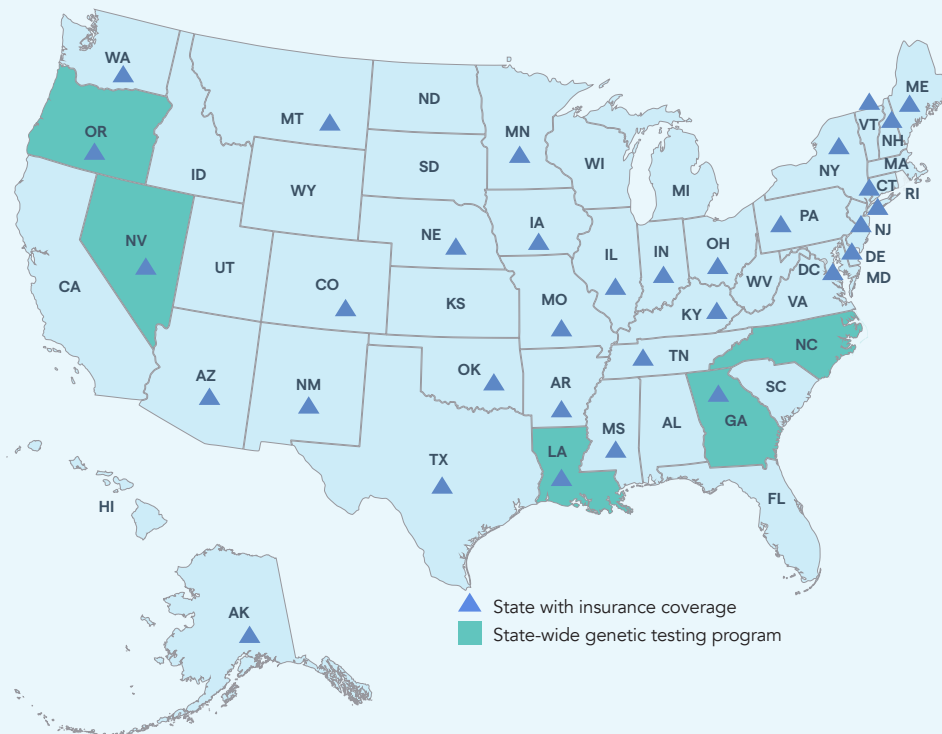 WA
ME
ND
MT
VT
MN
OR
NH
WI
MA
SD
NY
ID
CT
RI
WY
MI
PA
IA
NJ
NV
NE
OH
IL
IN
DE
UT
DC
MD
CO
WV
CA
MO
VA
KS
KY
NC
TN
OK
AZ
NM
AR
SC
GA
AL
MS
LA
TX
FL
HI
State with insurance coverage
AK
State-wide genetic testing program